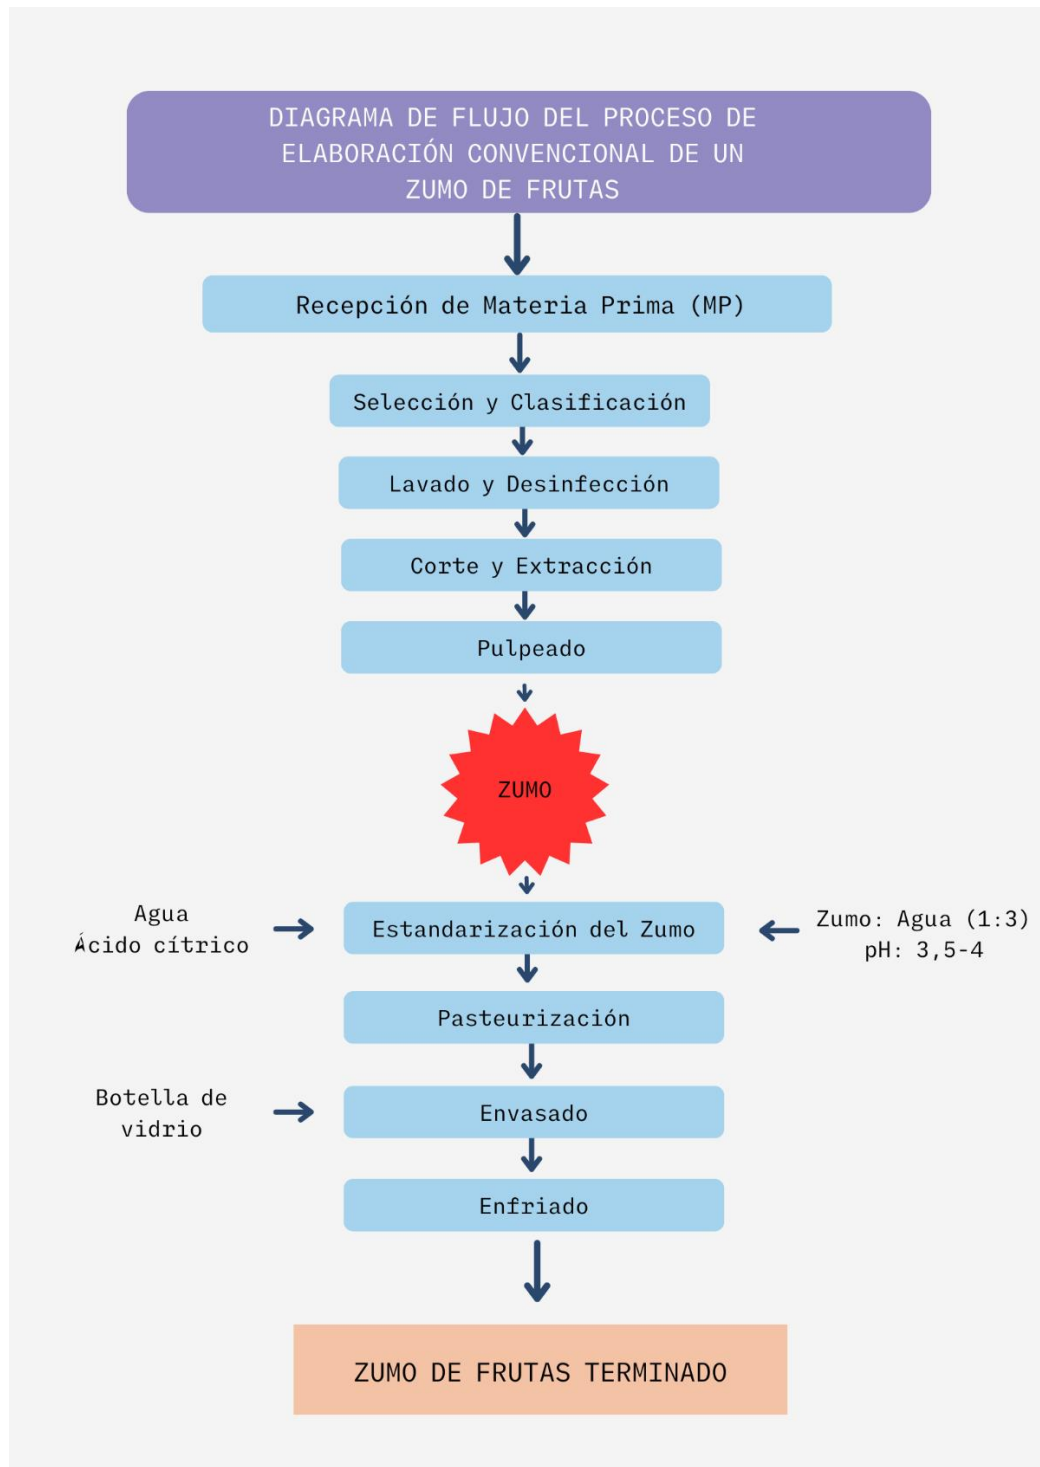 DIAGRAMA DE FLUJO DEL PROCESO DE
ELABORACIÓN CONVENCIONAL DE UN
ZUMO DE FRUTAS
Recepción de Materia Prima (MP)
Selección y Clasificación
Lavado y Desinfección
Corte y Extracción
Pulpeado
ZUMO
Agua
Ácido cítrico
Estandarización del Zumo
Zumo: Agua (1:3)
pH: 3,5-4
Pasteurización
Botella de
vidrio
Envasado
Enfriado
ZUMO DE FRUTAS TERMINADO